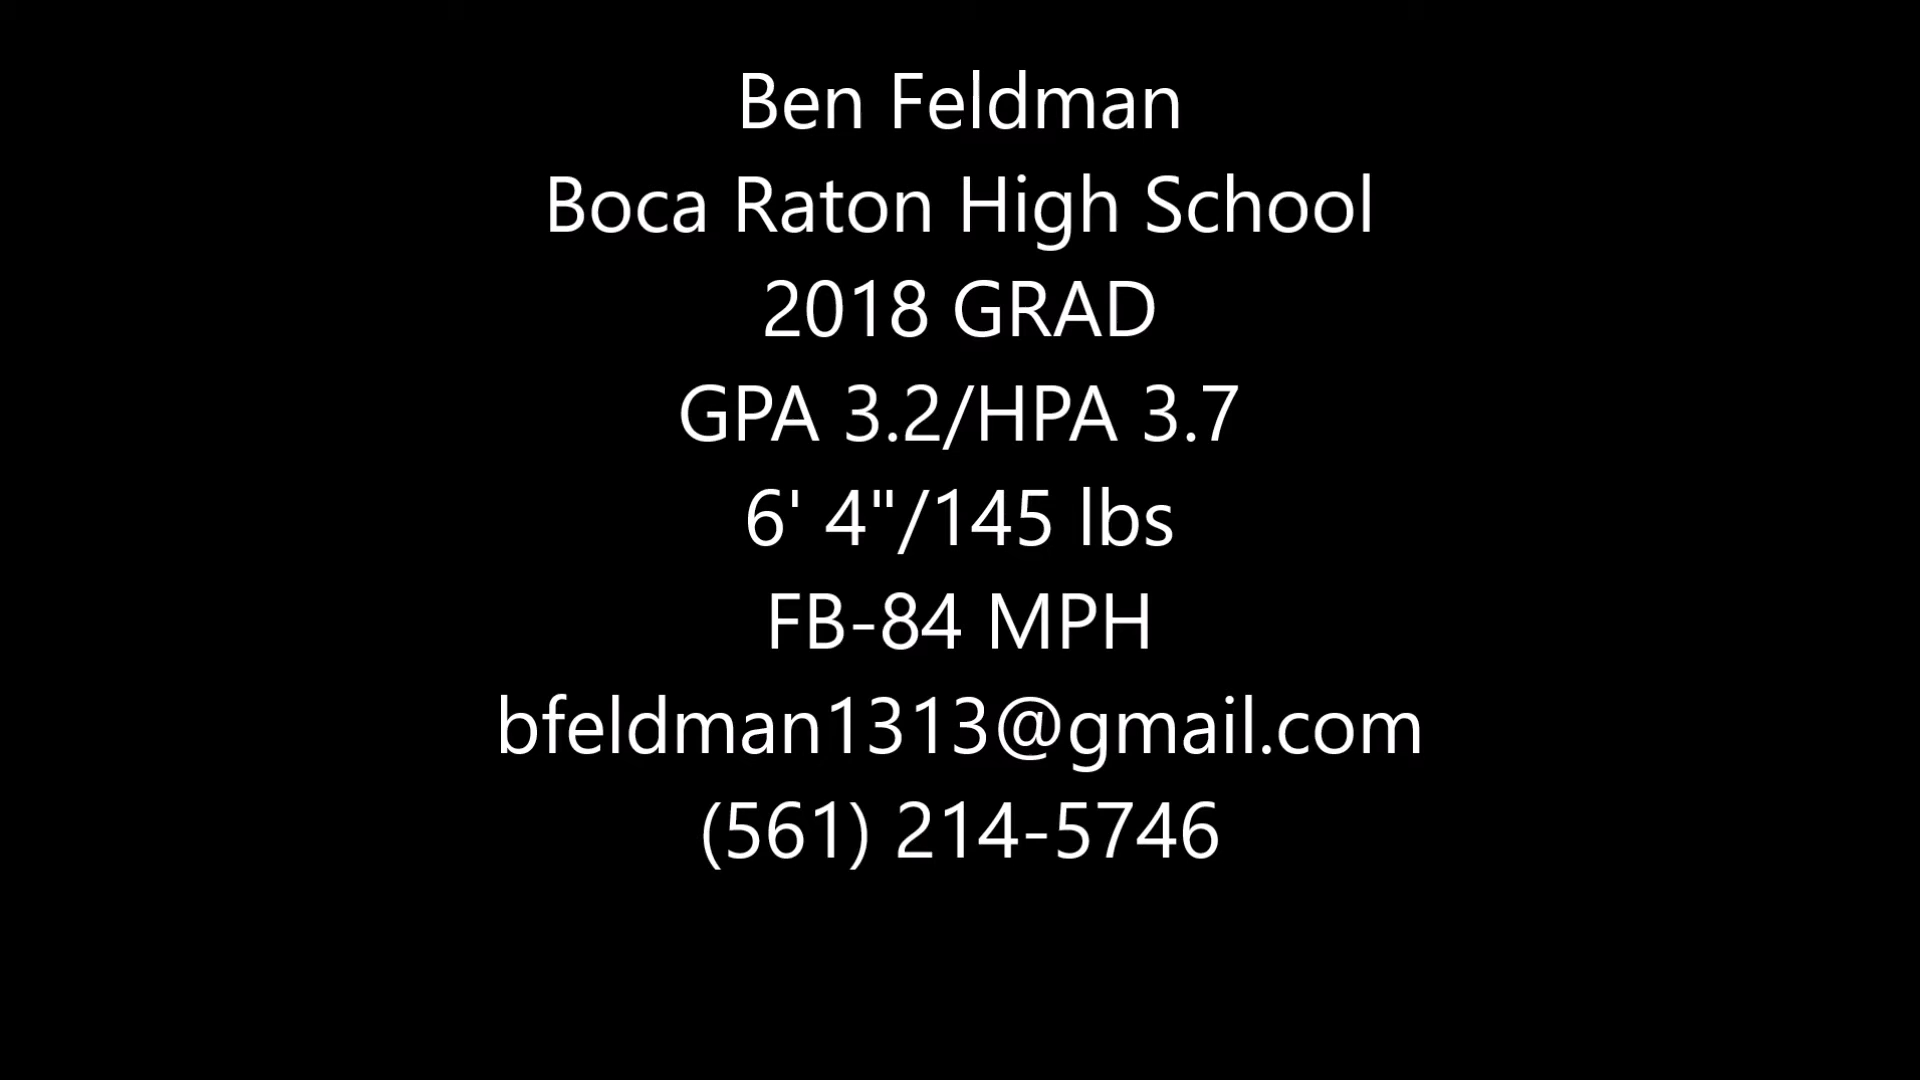 Ben Feldman
Boca Raton High School
2018 GRAD
GPA 3.2/HPA 3.7
6' 4"/145 lbs
FB-84 MPH
bfeldman1313@gmail.com
(561) 214-5746